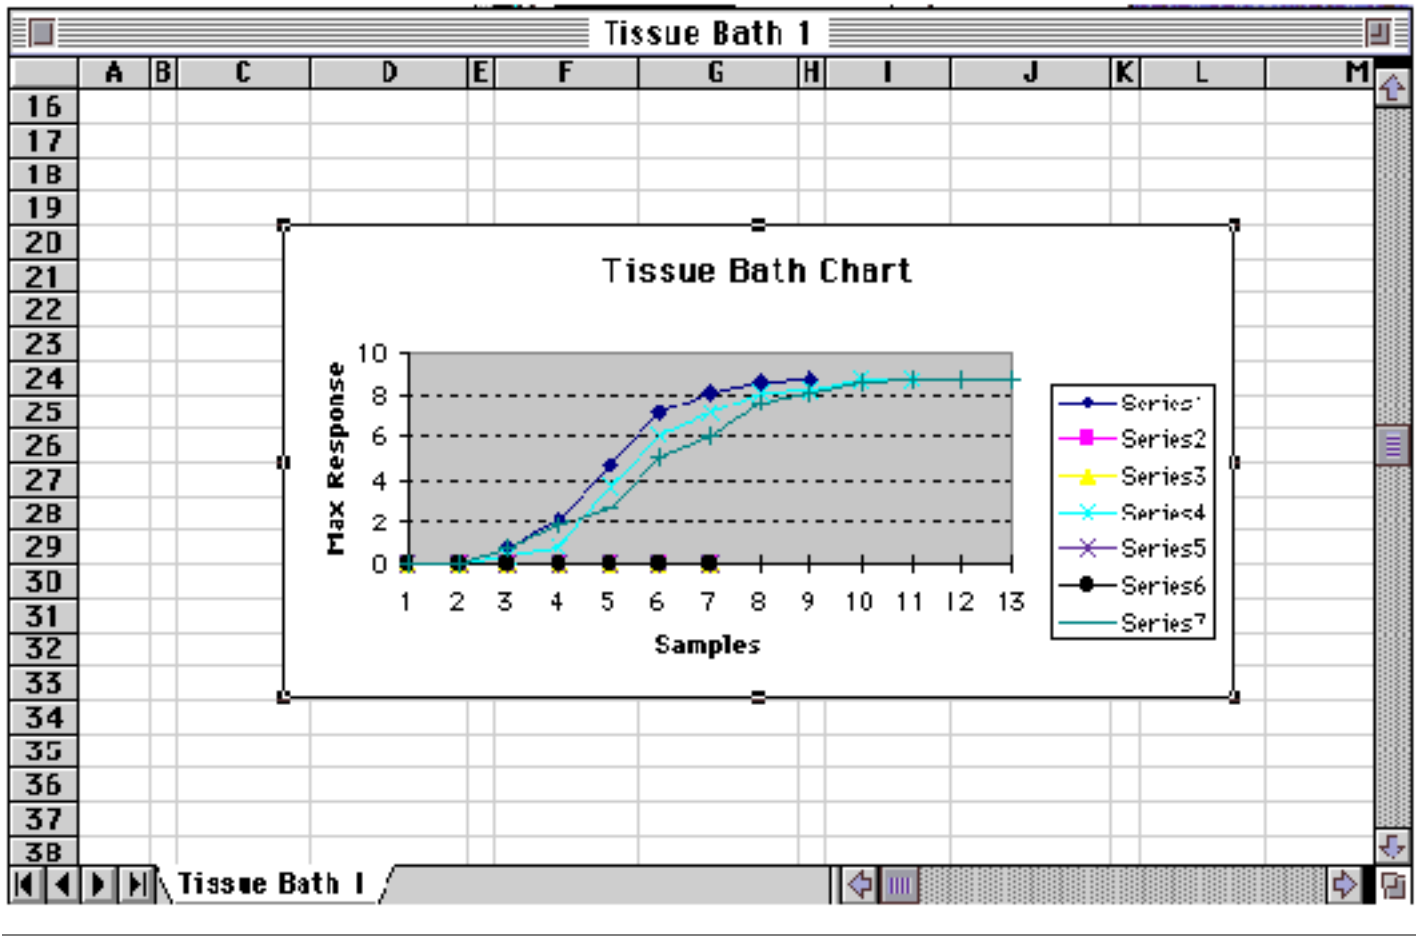 Tissue Bath 1
A B C D E F G H I J K L M
16
17
18
19
20
21
22
23
24
25
26
27
28
29
30
31
32
33
34
35
36
37
38
Tissue Bath Chart
Max Response
10
8
6
4
2
0
1 2 3 4 5 6 7 8 9 10 11 12 13
Samples
Series1
Series2
Series3
Series4
Series5
Series6
Series7
Tissue Bath 1